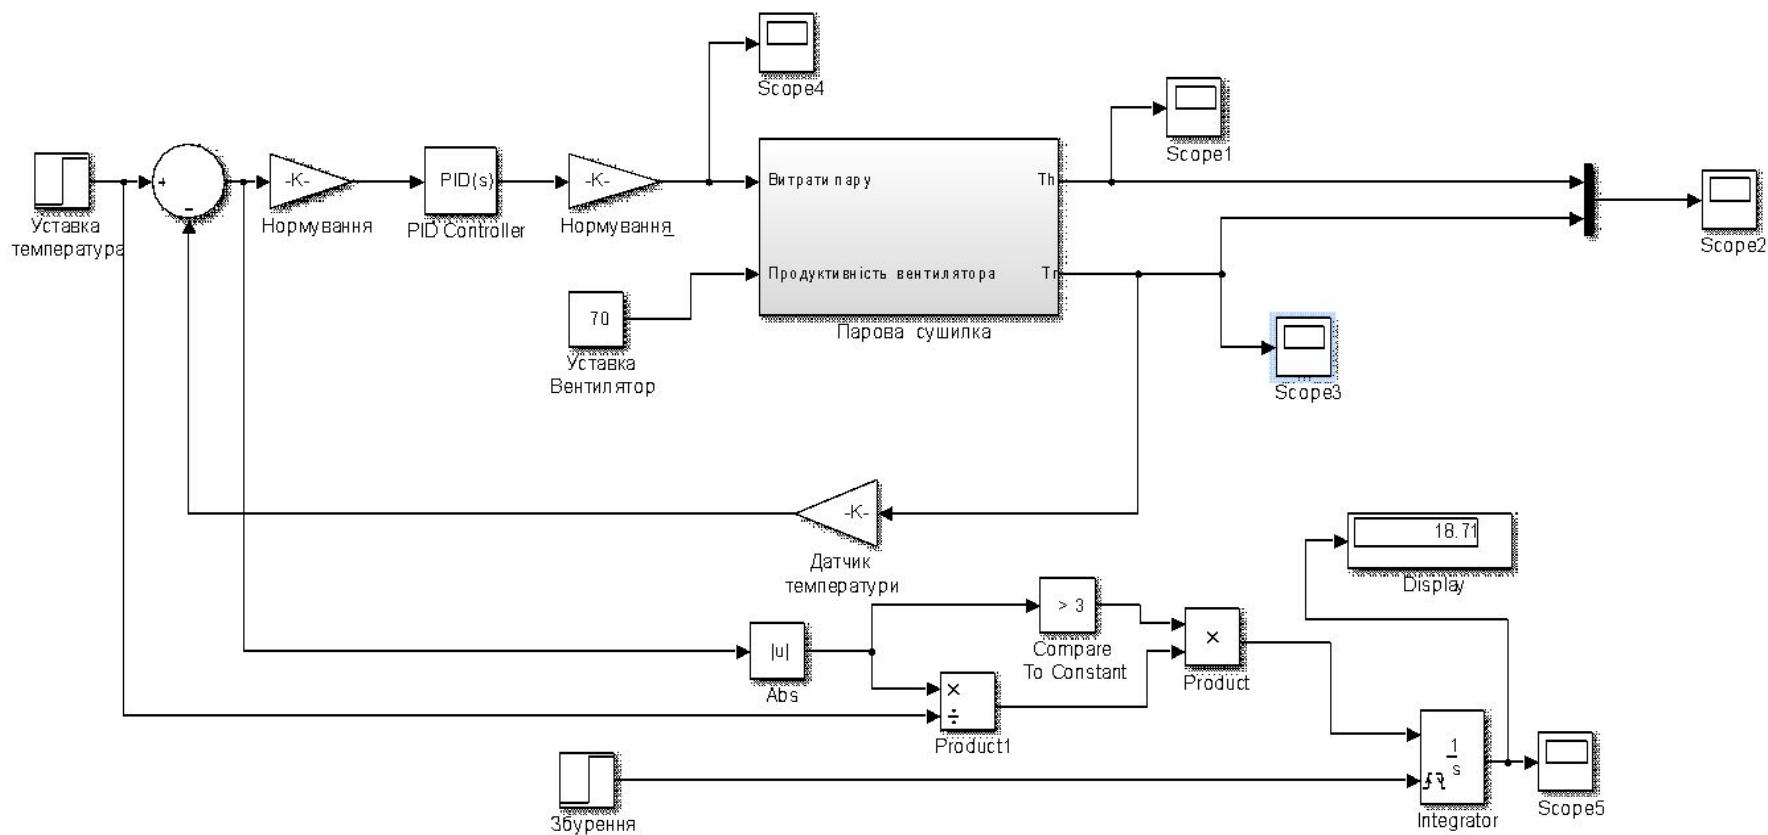 Scope4
Scope1
+
-
-K-
PID(s)
-K-
Витрати пару
Th
Уставка
температура
Нормування
PID Controller
Нормування_
Scope2
Продуктивність вентилятора
Tr
70
Парова сушилка
Уставка
Вентилятор
Scope3
-K-
Датчик
температури
18.71
Display
> 3
Compare
To Constant
×
Product
|u|
Abs
×
÷
Product1
1
s
Integrator
Scope5
Збурення